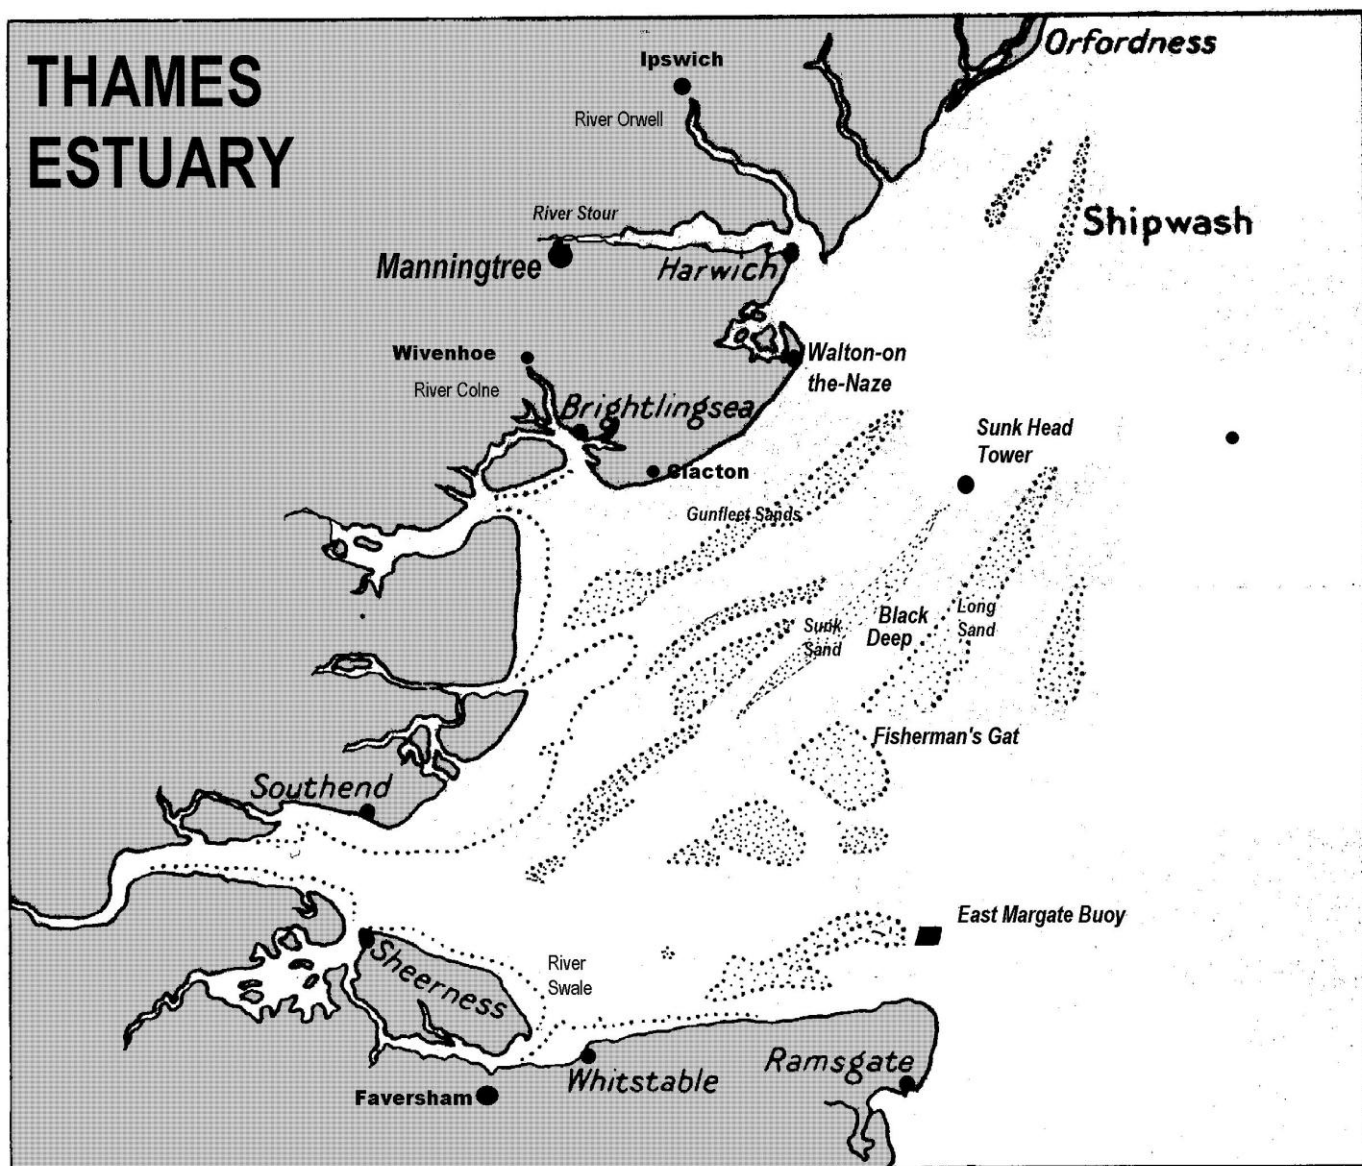 THAMES
ESTUARY
Orfordness
Ipswich
River Orwell
Shipwash
River Stour
Manningtree
Harwich
Walton-on
the-Naze
Wivenhoe
River Colne
Brightlingsea
Clacton
Sunk Head
Tower
Gunfleet Sands
Sunk
Sand
Black
Deep
Long
Sand
Fisherman's Gat
Southend
East Margate Buoy
Sheerness
River
Swale
Faversham
Whitstable
Ramsgate